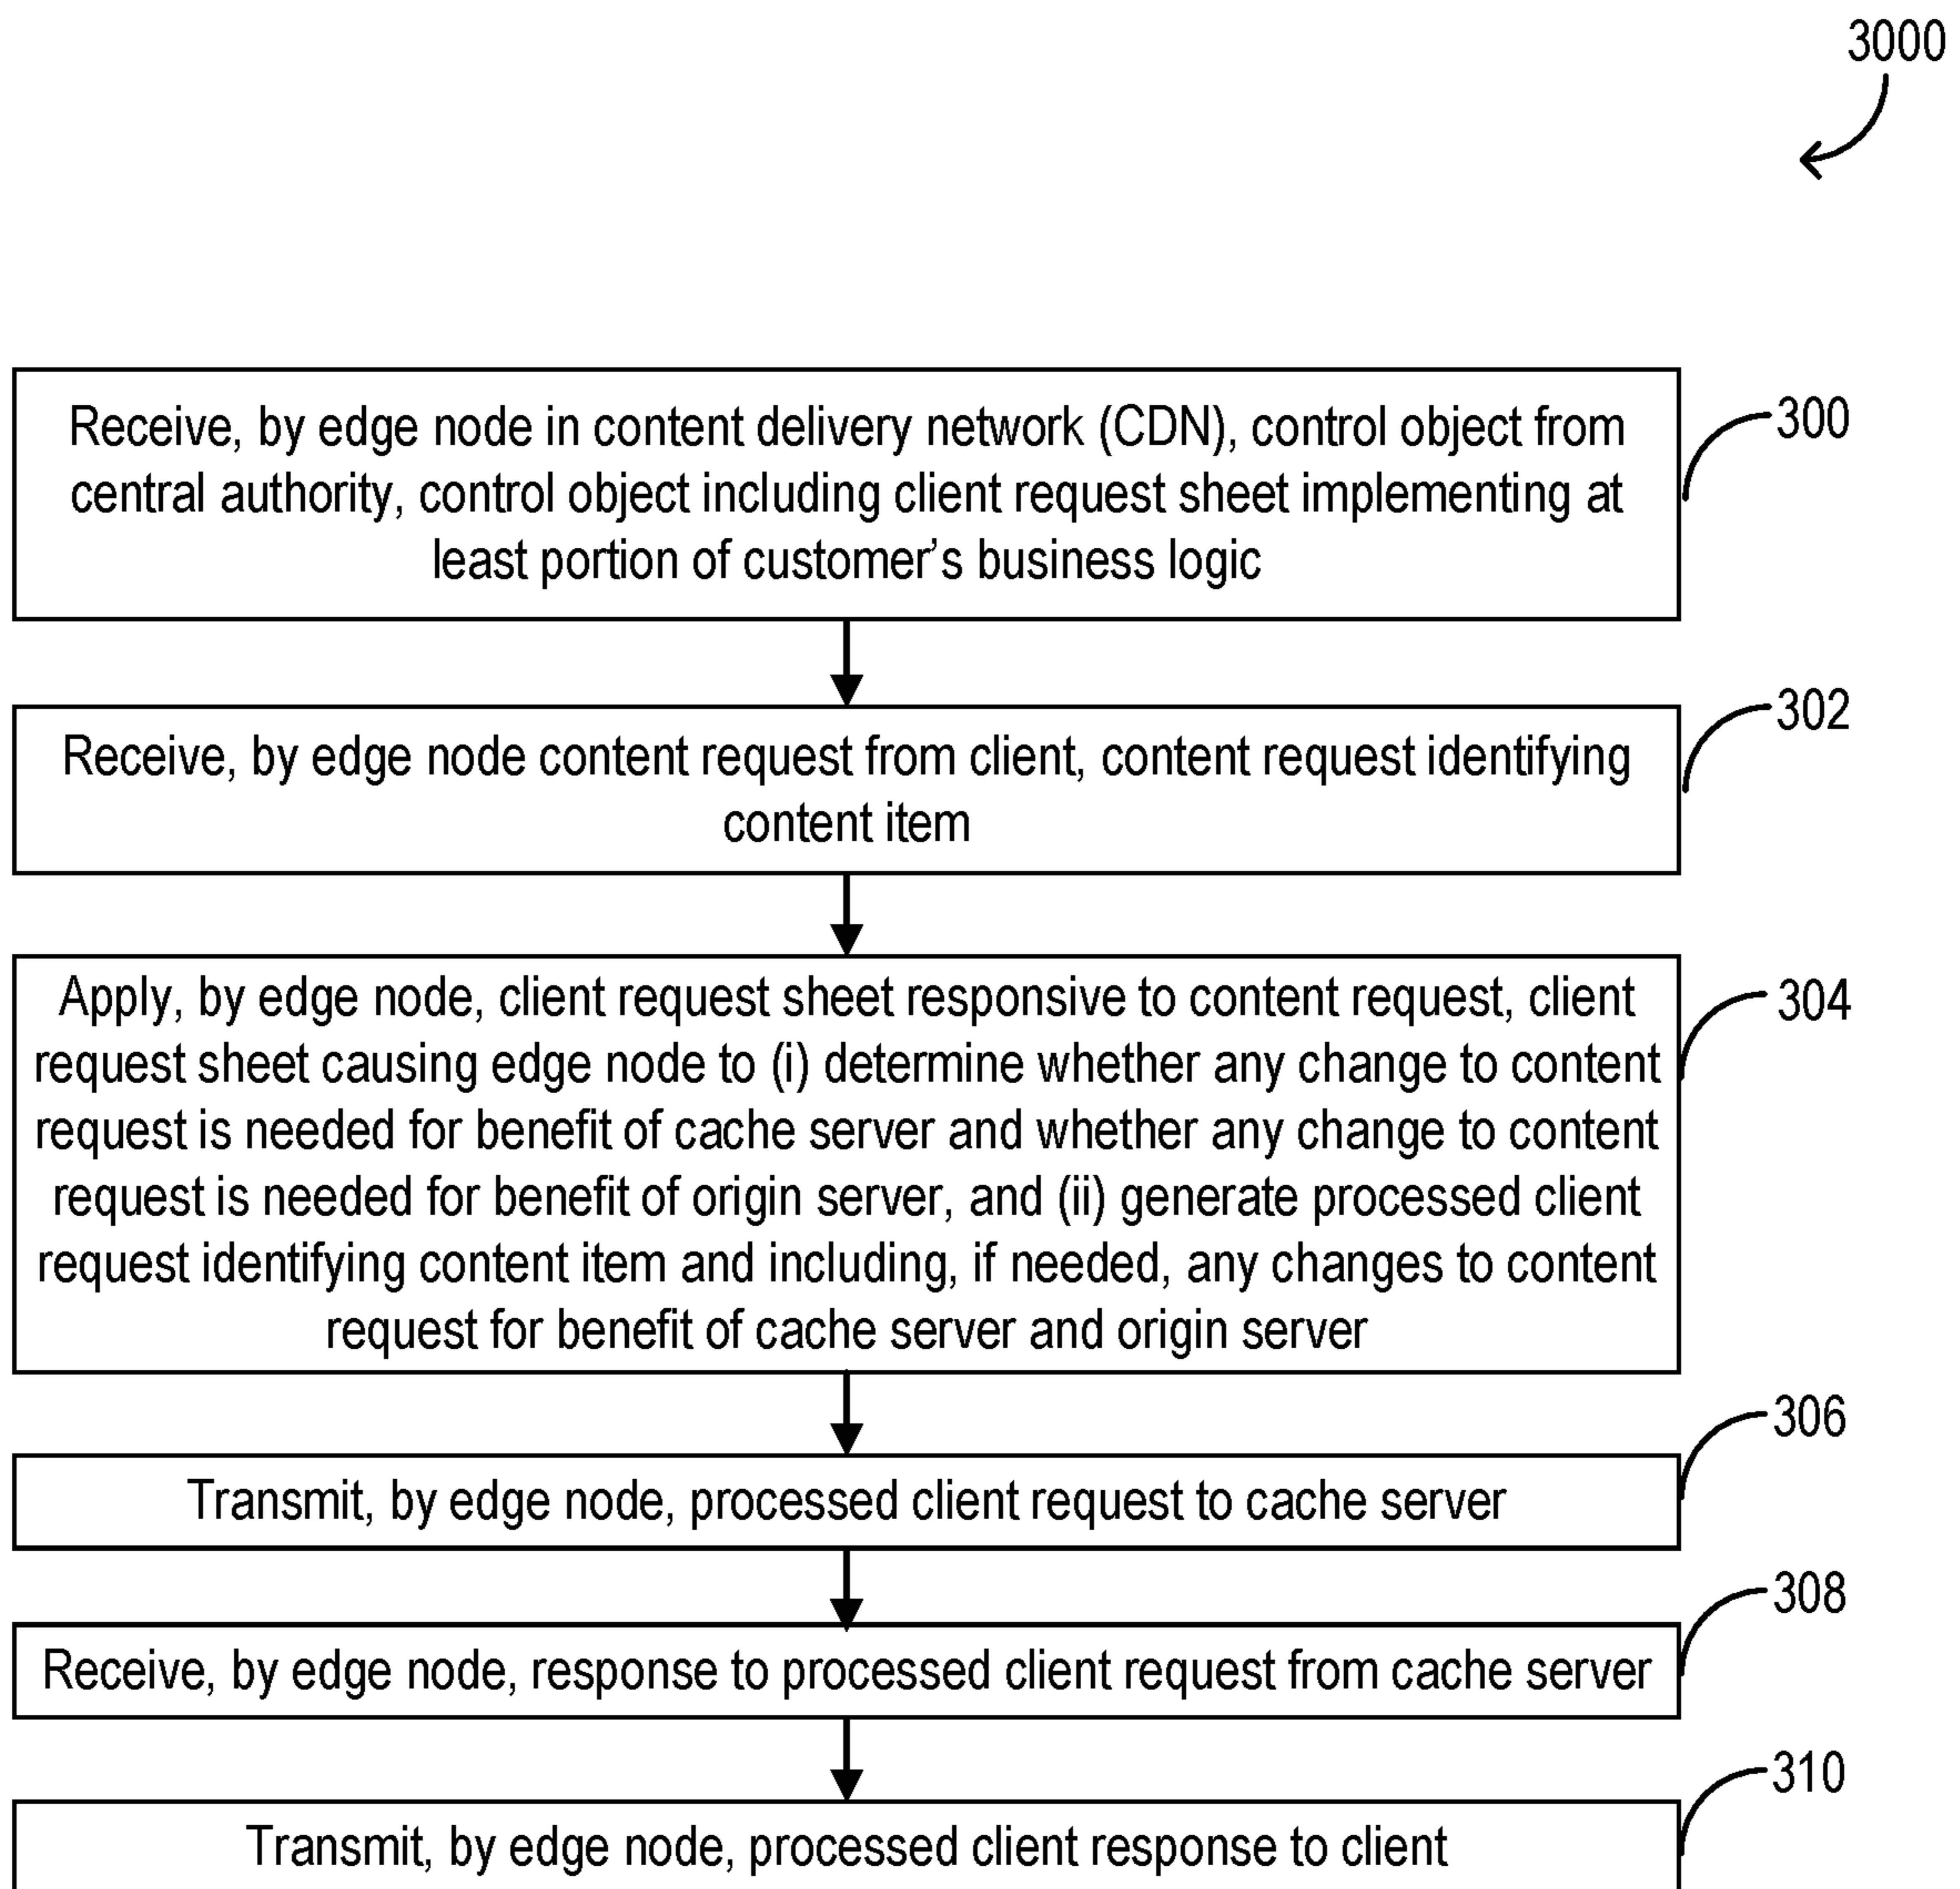 3000
Receive, by edge node in content delivery network (CDN), control object from
central authority, control object including client request sheet implementing at
least portion of customer’s business logic
300
Receive, by edge node content request from client, content request identifying
content item
302
Apply, by edge node, client request sheet responsive to content request, client
request sheet causing edge node to (i) determine whether any change to content
request is needed for benefit of cache server and whether any change to content
request is needed for benefit of origin server, and (ii) generate processed client
request identifying content item and including, if needed, any changes to content
request for benefit of cache server and origin server
304
Transmit, by edge node, processed client request to cache server
306
Receive, by edge node, response to processed client request from cache server
308
Transmit, by edge node, processed client response to client
310